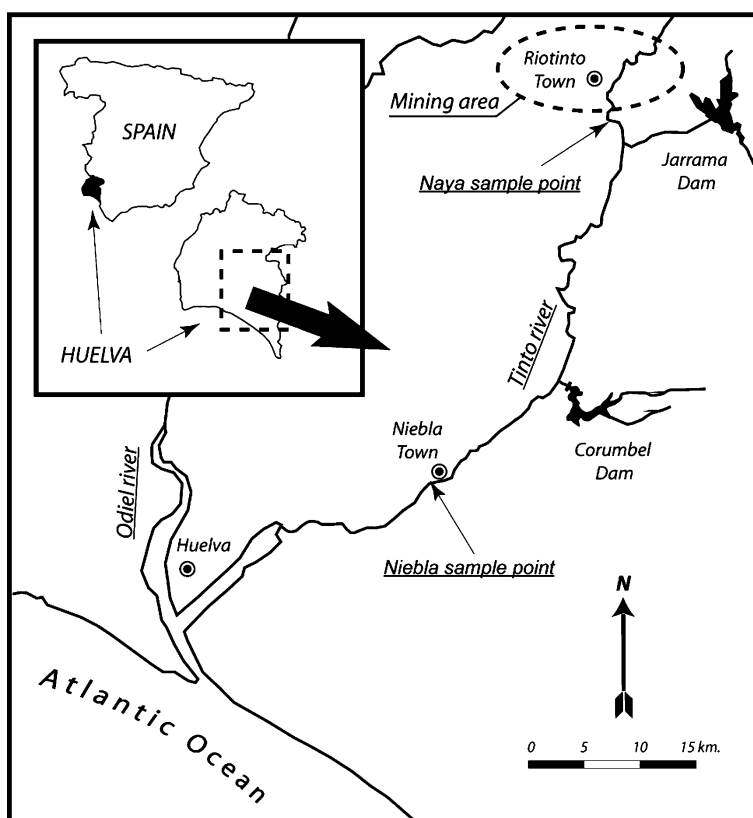 Riotinto
Town
Mining area
SPAIN
Naya sample point
Jarrama
Dam
HUELVA
Tinto river
Niebla
Town
Corumbel
Dam
Odiel river
Huelva
Niebla sample point
N
Atlantic Ocean
0 5 10 15 km.